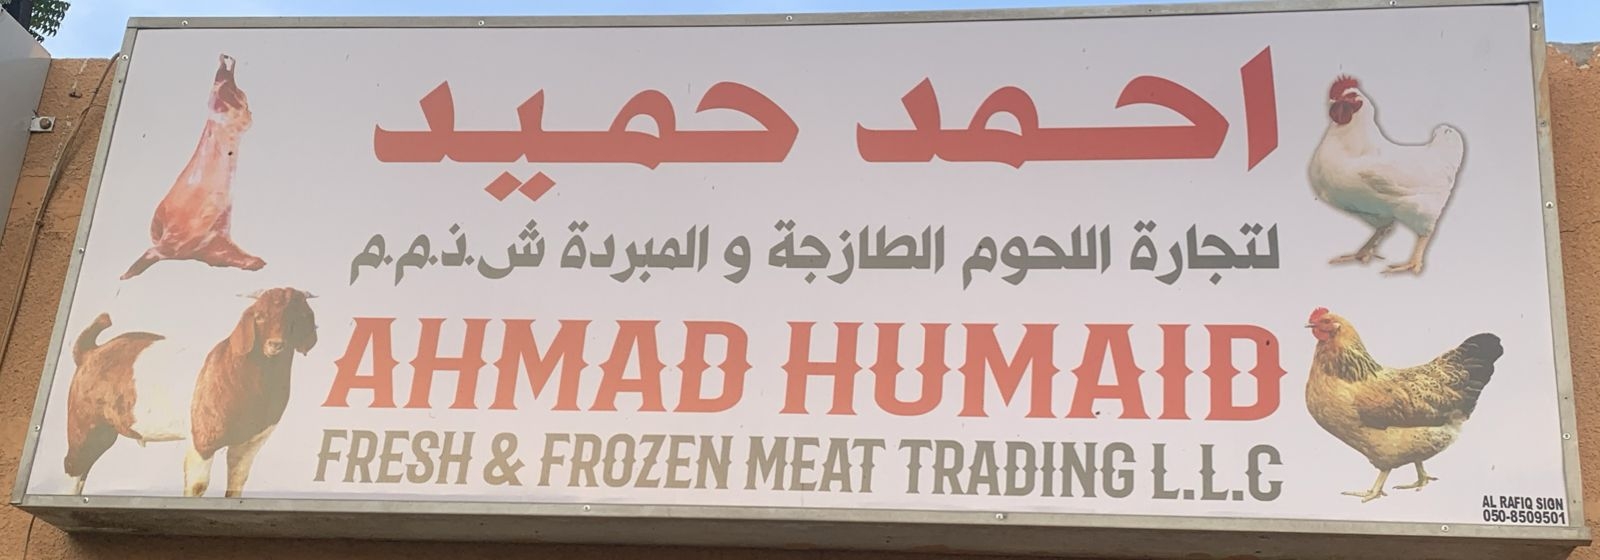 احمد حميد
لتجارة اللحوم الطازجة و المبردة ش.ذ.م.م
AHMAD HUMAID
FRESH & FROZEN MEAT TRADING L.L.C
AL RAFIQ SIGN
050-8509501